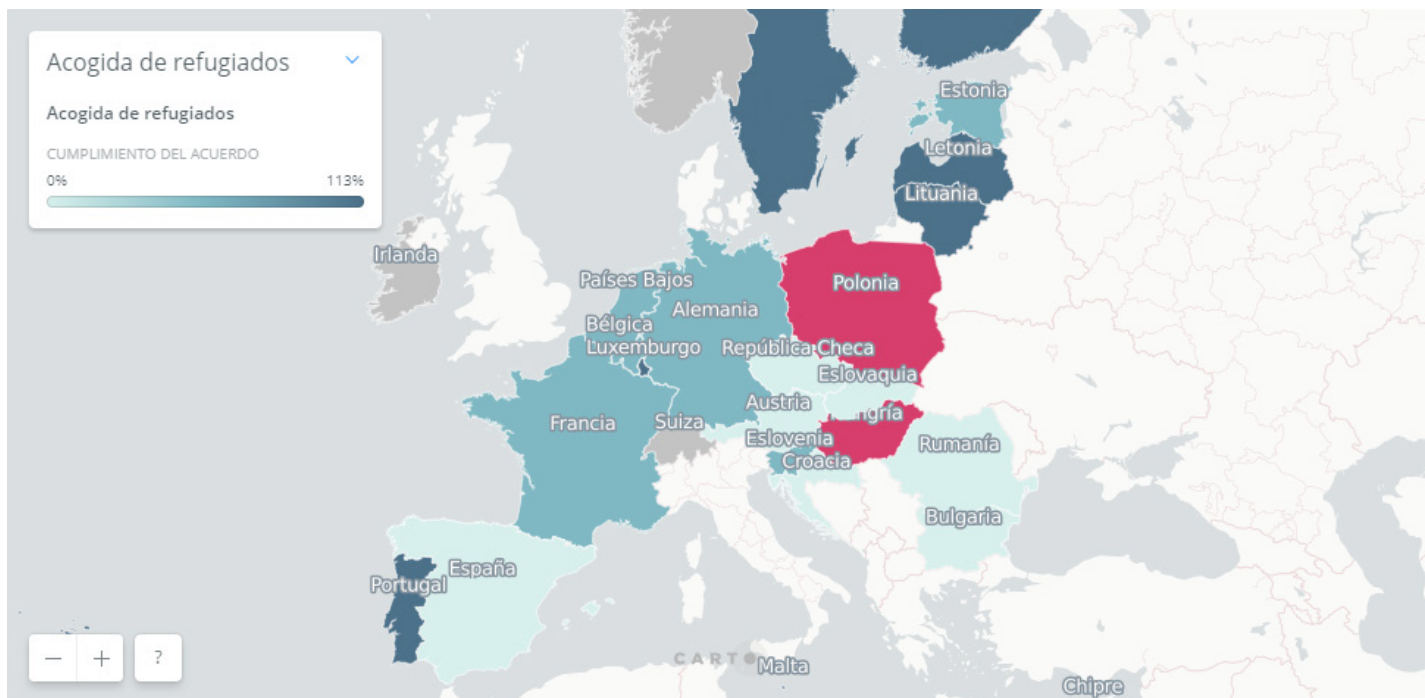 Acogida de refugiados
Acogida de refugiados
CUMPLIMIENTO DEL ACUERDO
0% 113%
Estonia
Letonia
Lituania
Irlanda
Países Bajos
Polonia
Alemania
Bélgica
Luxemburgo
República Checa
Eslovaquia
Austria
Francia
Suiza
Eslovenia
Rumanía
Croacia
Bulgaria
España
Portugal
CARTO
Malta
Chipre
?